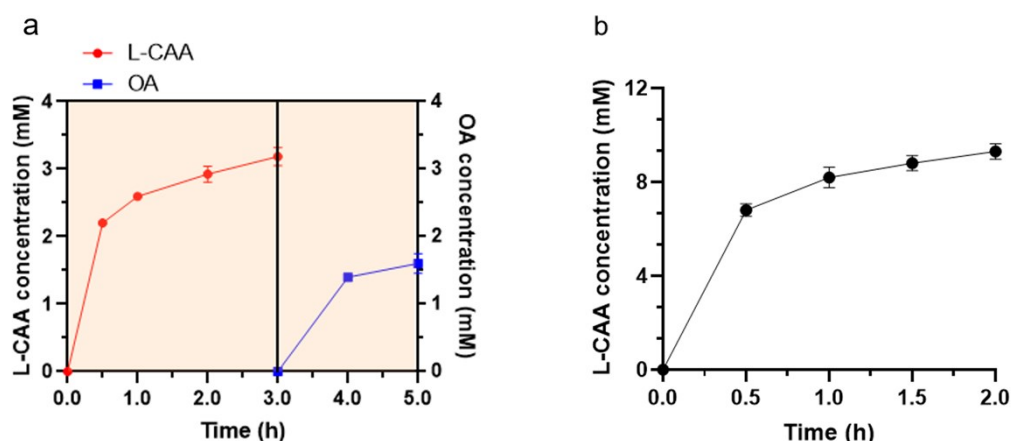 a
L-CAA
OA
L-CAA concentration (mM)
4
3
2
1
0
OA concentration (mM)
4
3
2
1
0
0.0 1.0 2.0 3.0 4.0 5.0
Time (h)
b
L-CAA concentration (mM)
12
8
4
0
0.0 0.5 1.0 1.5 2.0
Time (h)